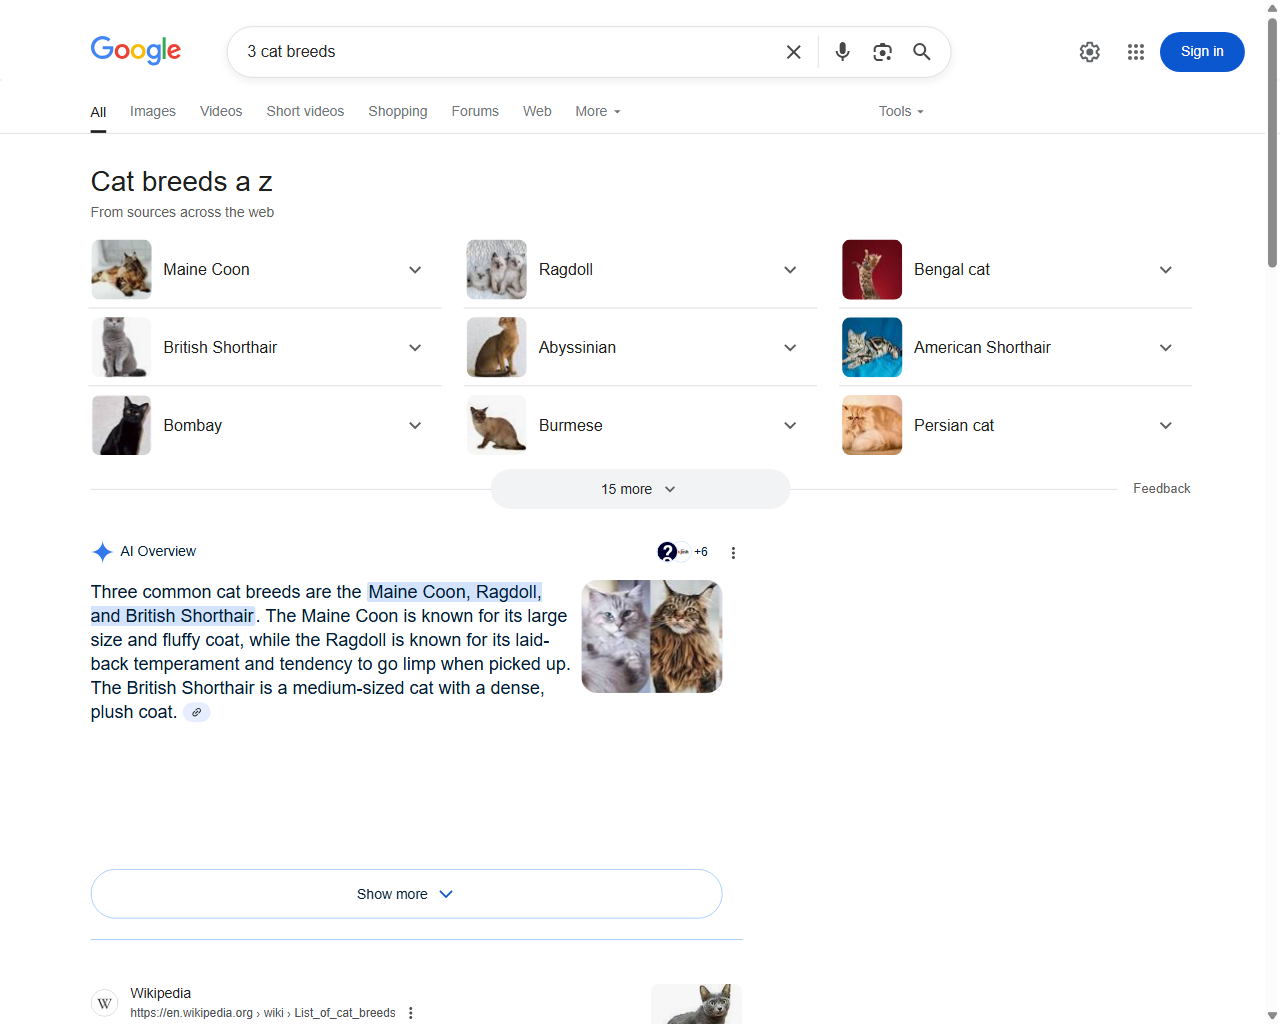 Google
3 cat breeds
Sign in
All Images Videos Short videos Shopping Forums Web More Tools
Cat breeds a z
From sources across the web
Maine Coon Ragdoll Bengal cat
British Shorthair Abyssinian American Shorthair
Bombay Burmese Persian cat
15 more
Feedback
AI Overview
+6
Three common cat breeds are the Maine Coon, Ragdoll,
and British Shorthair. The Maine Coon is known for its large
size and fluffy coat, while the Ragdoll is known for its laid-
back temperament and tendency to go limp when picked up.
The British Shorthair is a medium-sized cat with a dense,
plush coat.
Show more
W
Wikipedia
https://en.wikipedia.org › wiki › List_of_cat_breeds